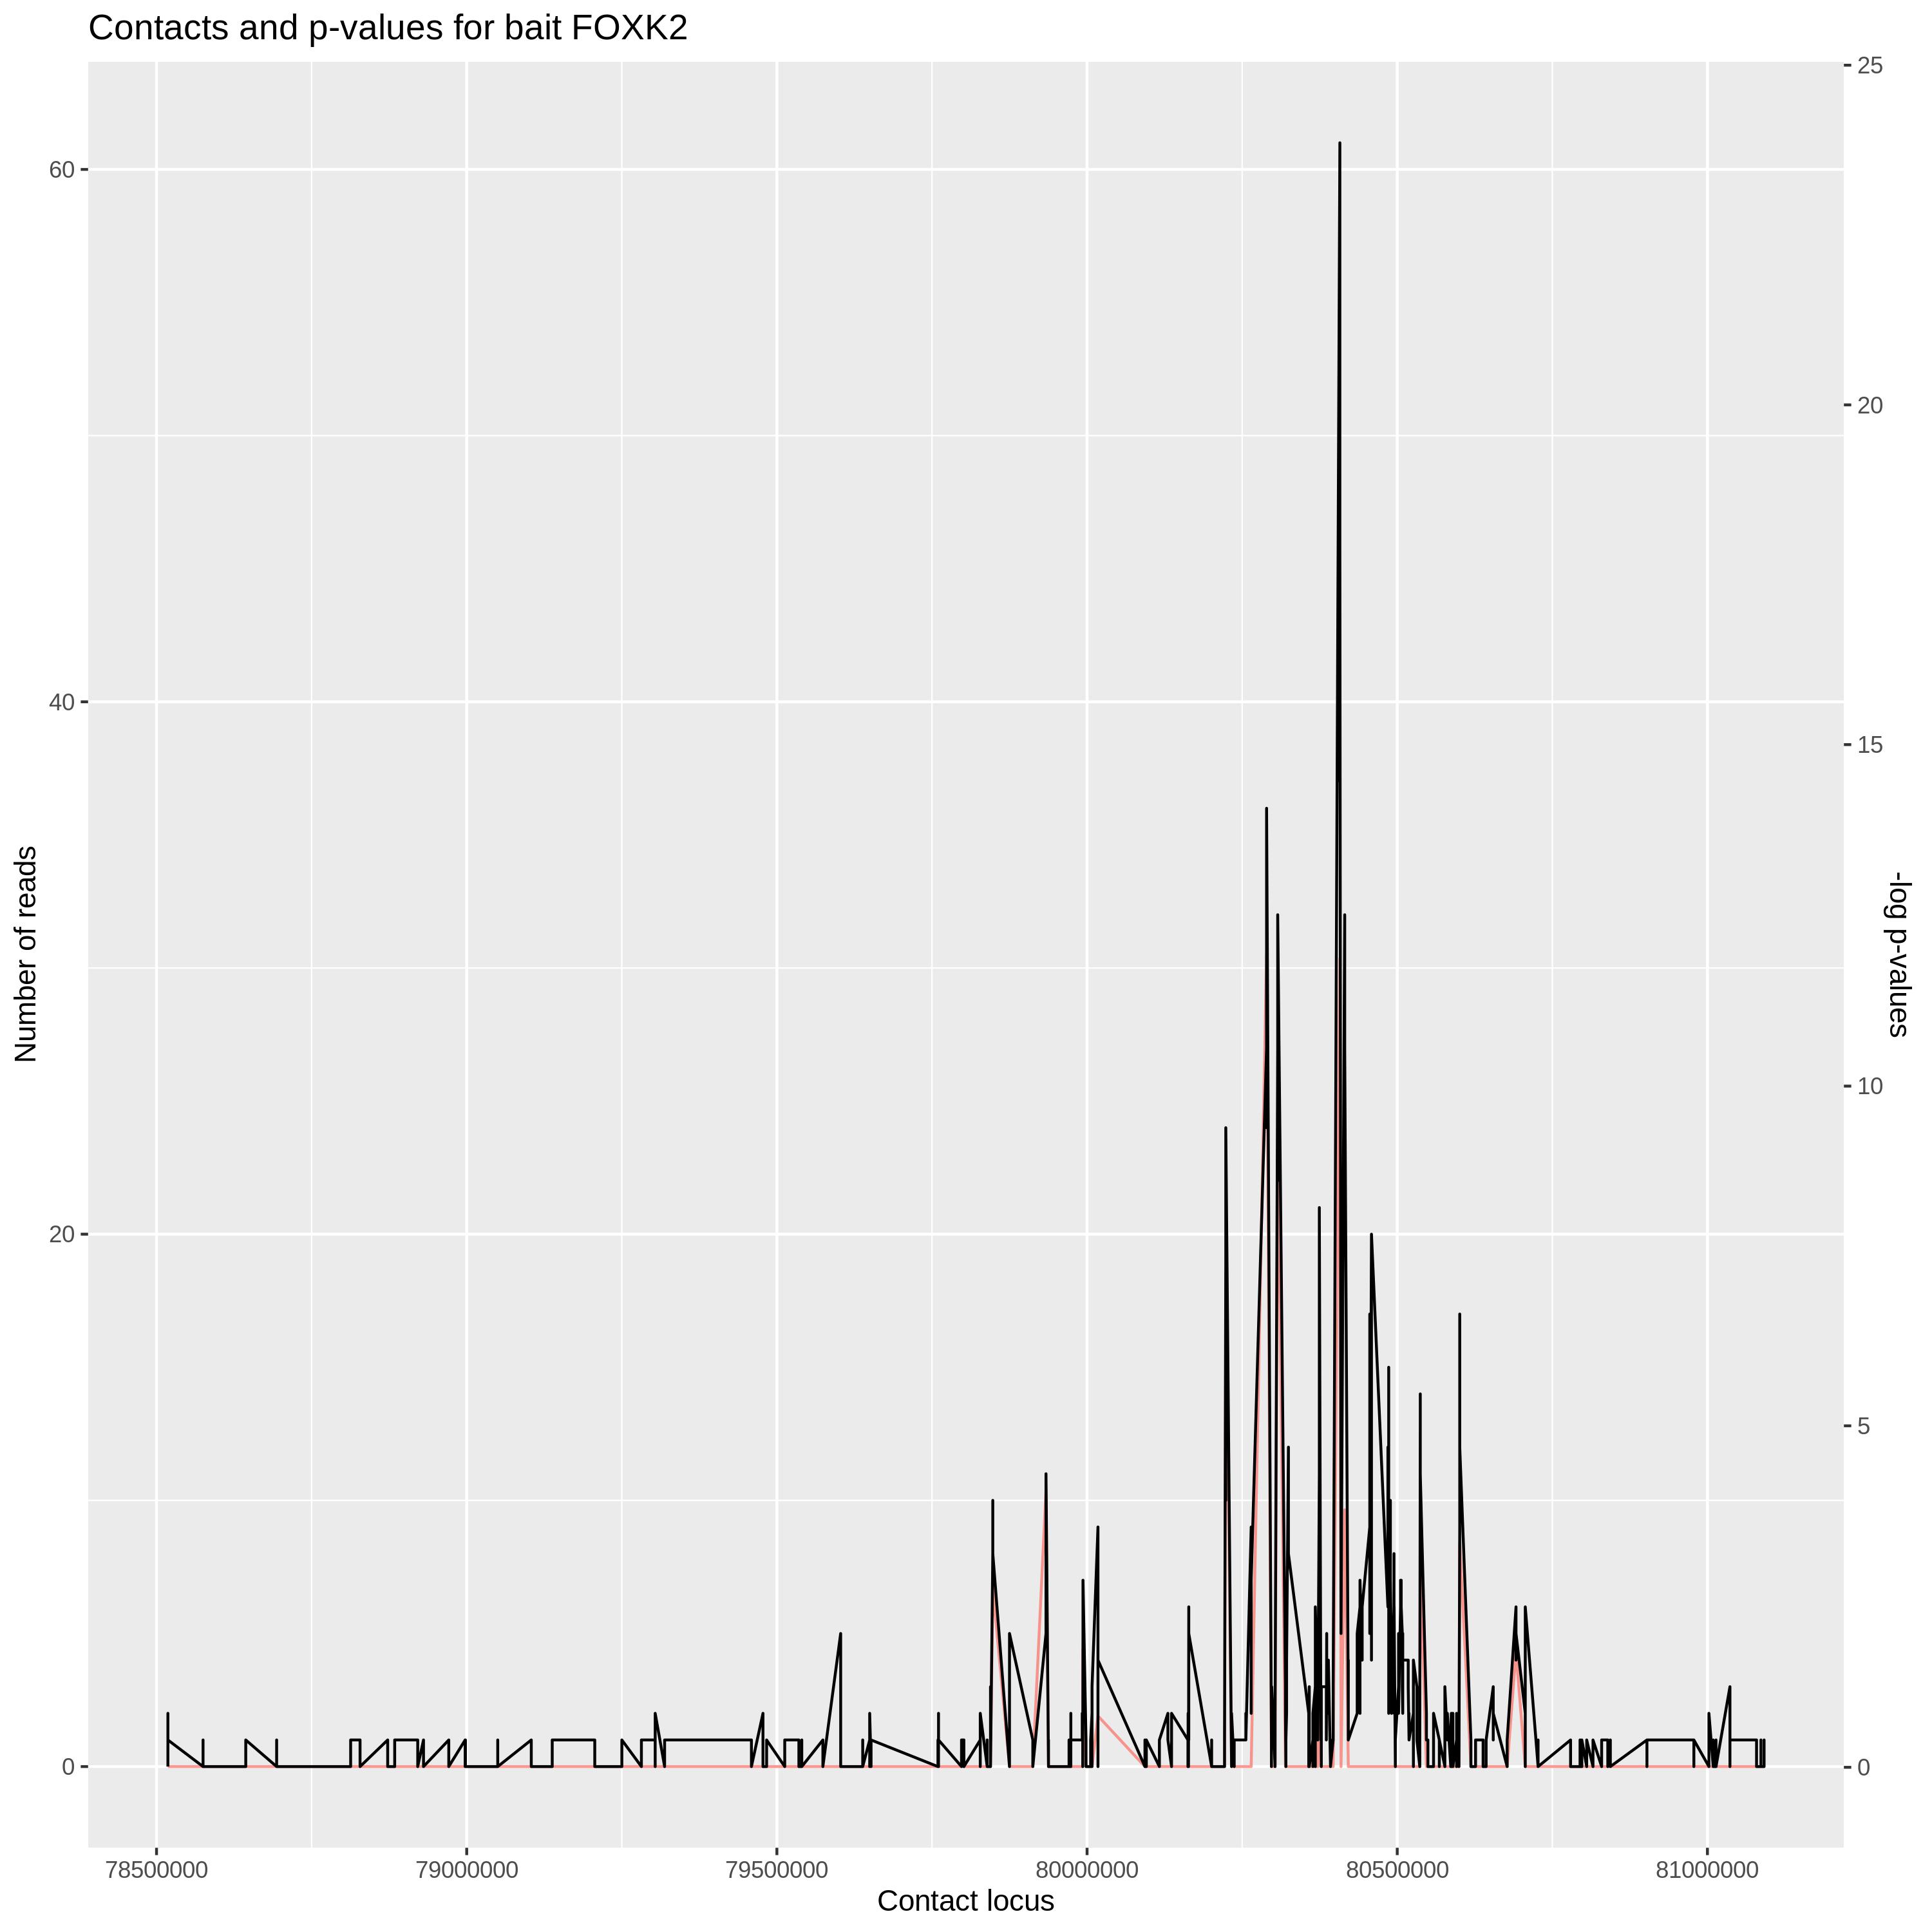 Contacts and p-values for bait FOXK2
60
40
20
0
Number of reads
25
20
15
10
5
0
-log p-values
78500000 79000000 79500000 80000000 80500000 81000000
Contact locus